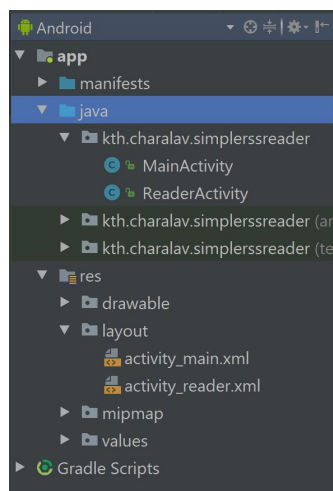 Android
app
manifests
java
kth.charalav.simplerssreader
MainActivity
ReaderActivity
kth.charalav.simplerssreader (ar
kth.charalav.simplerssreader (te
res
drawable
layout
activity_main.xml
activity_reader.xml
mipmap
values
Gradle Scripts